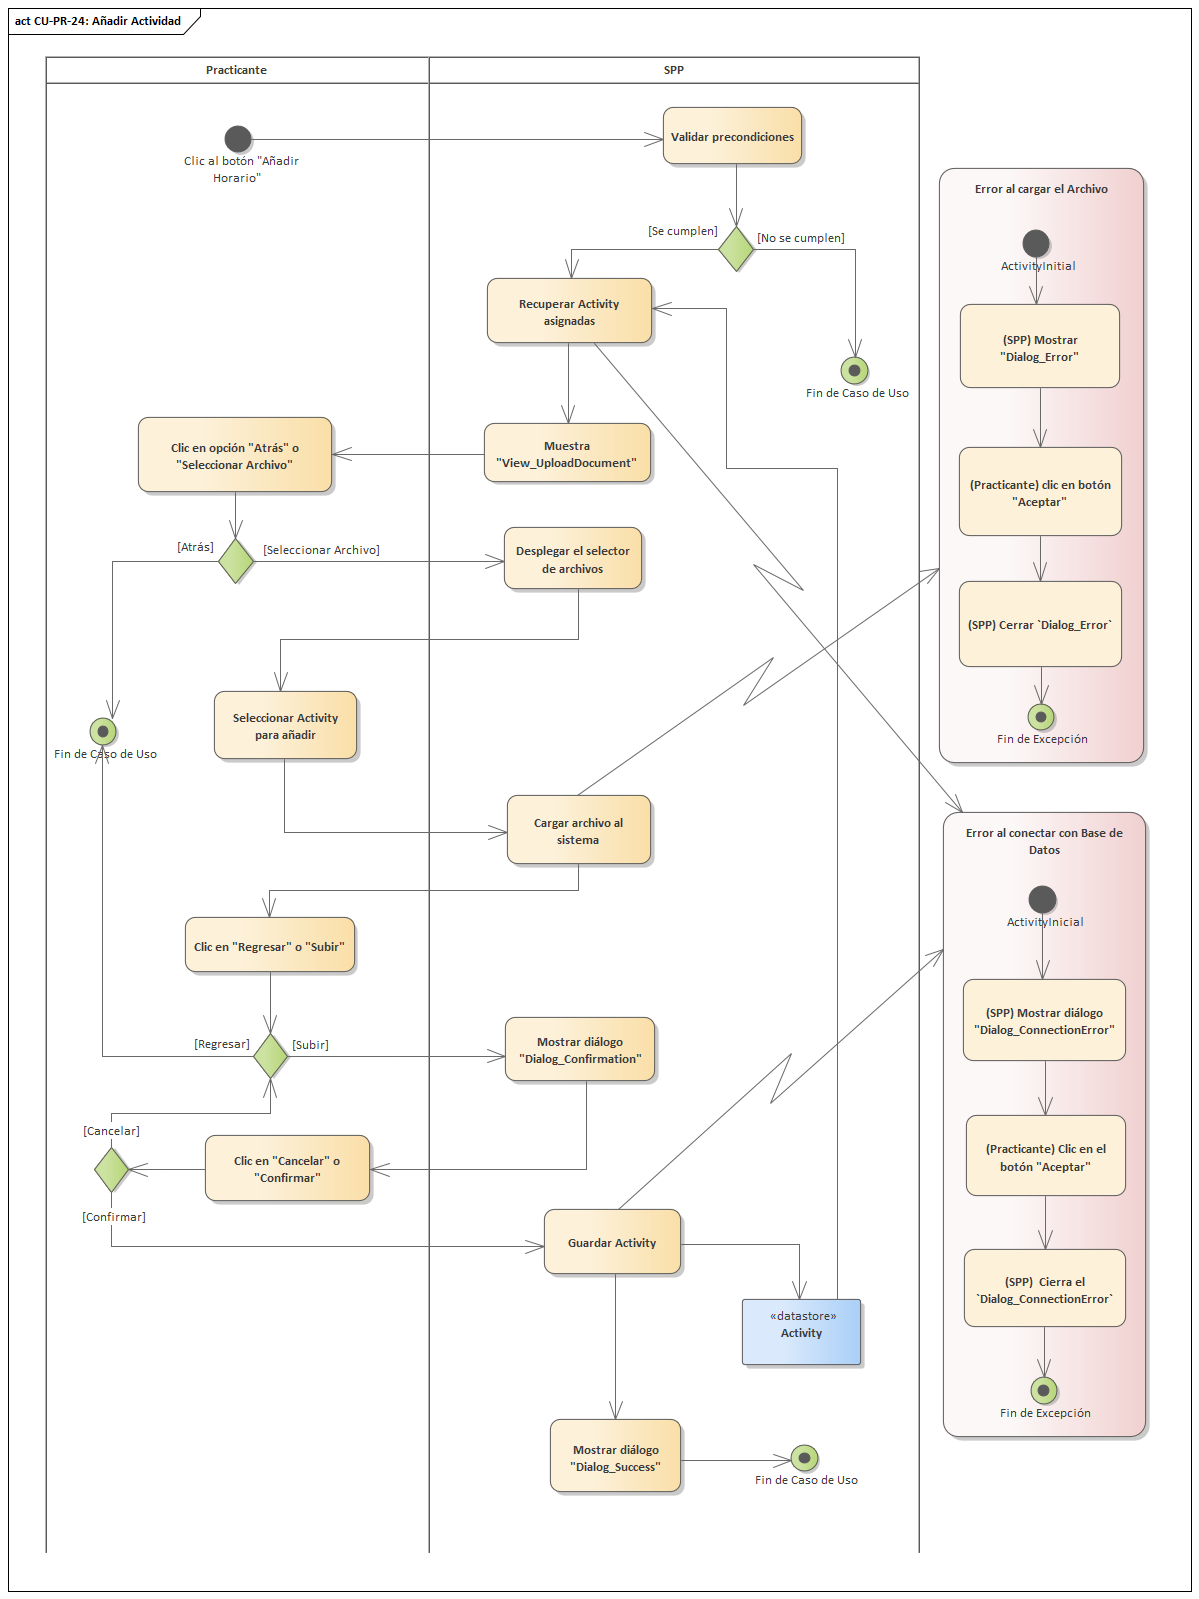 act CU-PR-24: Añadir Actividad
Practicante
SPP
Validar precondiciones
Clic al botón "Añadir
Horario"
Error al cargar el Archivo
[Se cumplen]
[No se cumplen]
ActivityInitial
Recuperar Activity
asignadas
(SPP) Mostrar
"Dialog_Error"
Fin de Caso de Uso
Clic en opción "Atrás" o
"Seleccionar Archivo"
Muestra
"View_UploadDocument"
(Practicante) clic en botón
"Aceptar"
[Atrás]
[Seleccionar Archivo]
Desplegar el selector
de archivos
(SPP) Cerrar `Dialog_Error`
Seleccionar Activity
para añadir
Fin de Caso de Uso
Fin de Excepción
Cargar archivo al
sistema
Error al conectar con Base de
Datos
ActivityInicial
Clic en "Regresar" o "Subir"
(SPP) Mostrar diálogo
"Dialog_ConnectionError"
[Regresar]
[Subir]
Mostrar diálogo
"Dialog_Confirmation"
[Cancelar]
Clic en "Cancelar" o
"Confirmar"
(Practicante) Clic en el
botón "Aceptar"
[Confirmar]
Guardar Activity
(SPP)  Cierra el
`Dialog_ConnectionError`
«datastore»
Activity
Fin de Excepción
Mostrar diálogo
"Dialog_Success"
Fin de Caso de Uso